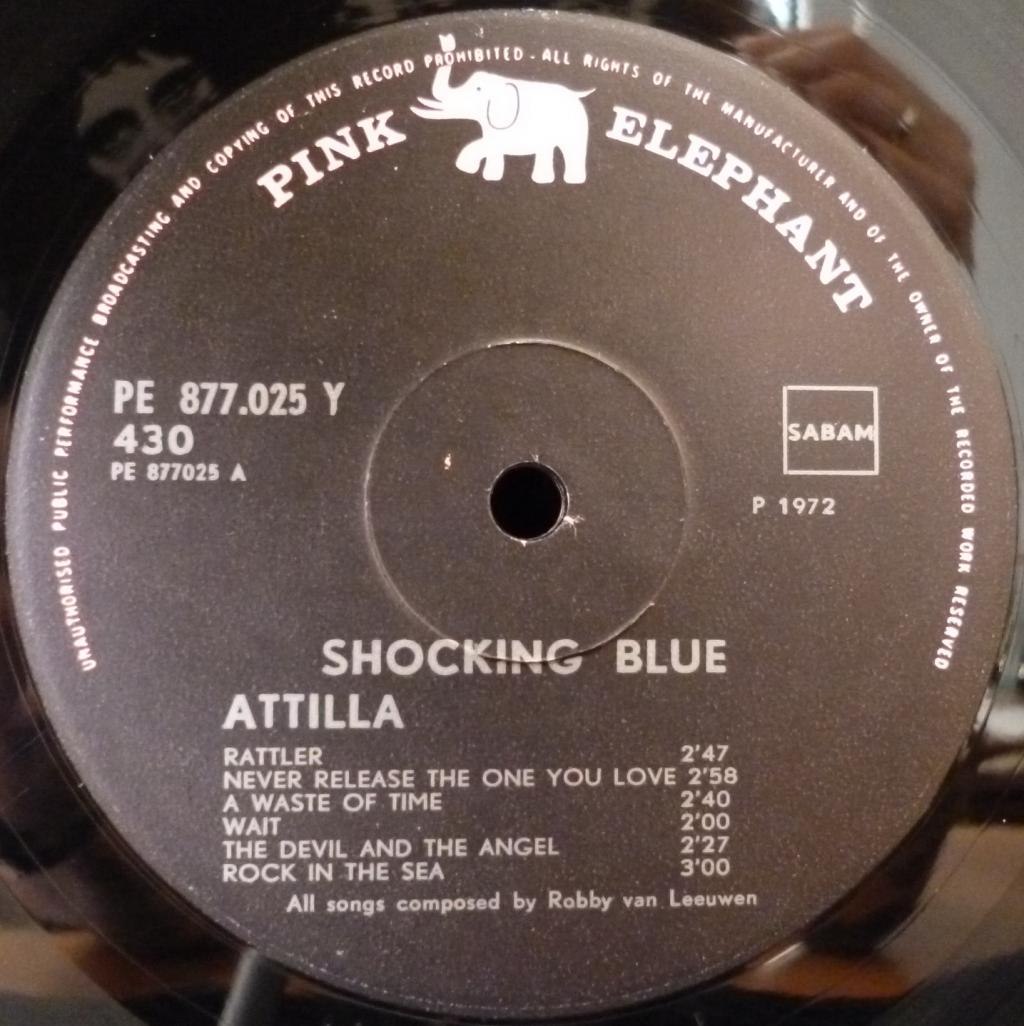 UNAUTHORISED PUBLIC PERFORMANCE BROADCASTING AND COPYING OF THIS RECORD PROHIBITED - ALL RIGHTS OF THE MANUFACTURER AND OF THE OWNER OF THE RECORDED WORK RESERVED
PINK ELEPHANT
PE 877.025 Y
430
PE 877025 A
SABAM
P 1972
SHOCKING BLUE
ATTILLA
RATTLER 2'47
NEVER RELEASE THE ONE YOU LOVE 2'58
A WASTE OF TIME 2'40
WAIT 2'00
THE DEVIL AND THE ANGEL 2'27
ROCK IN THE SEA 3'00
All songs composed by Robby van Leeuwen